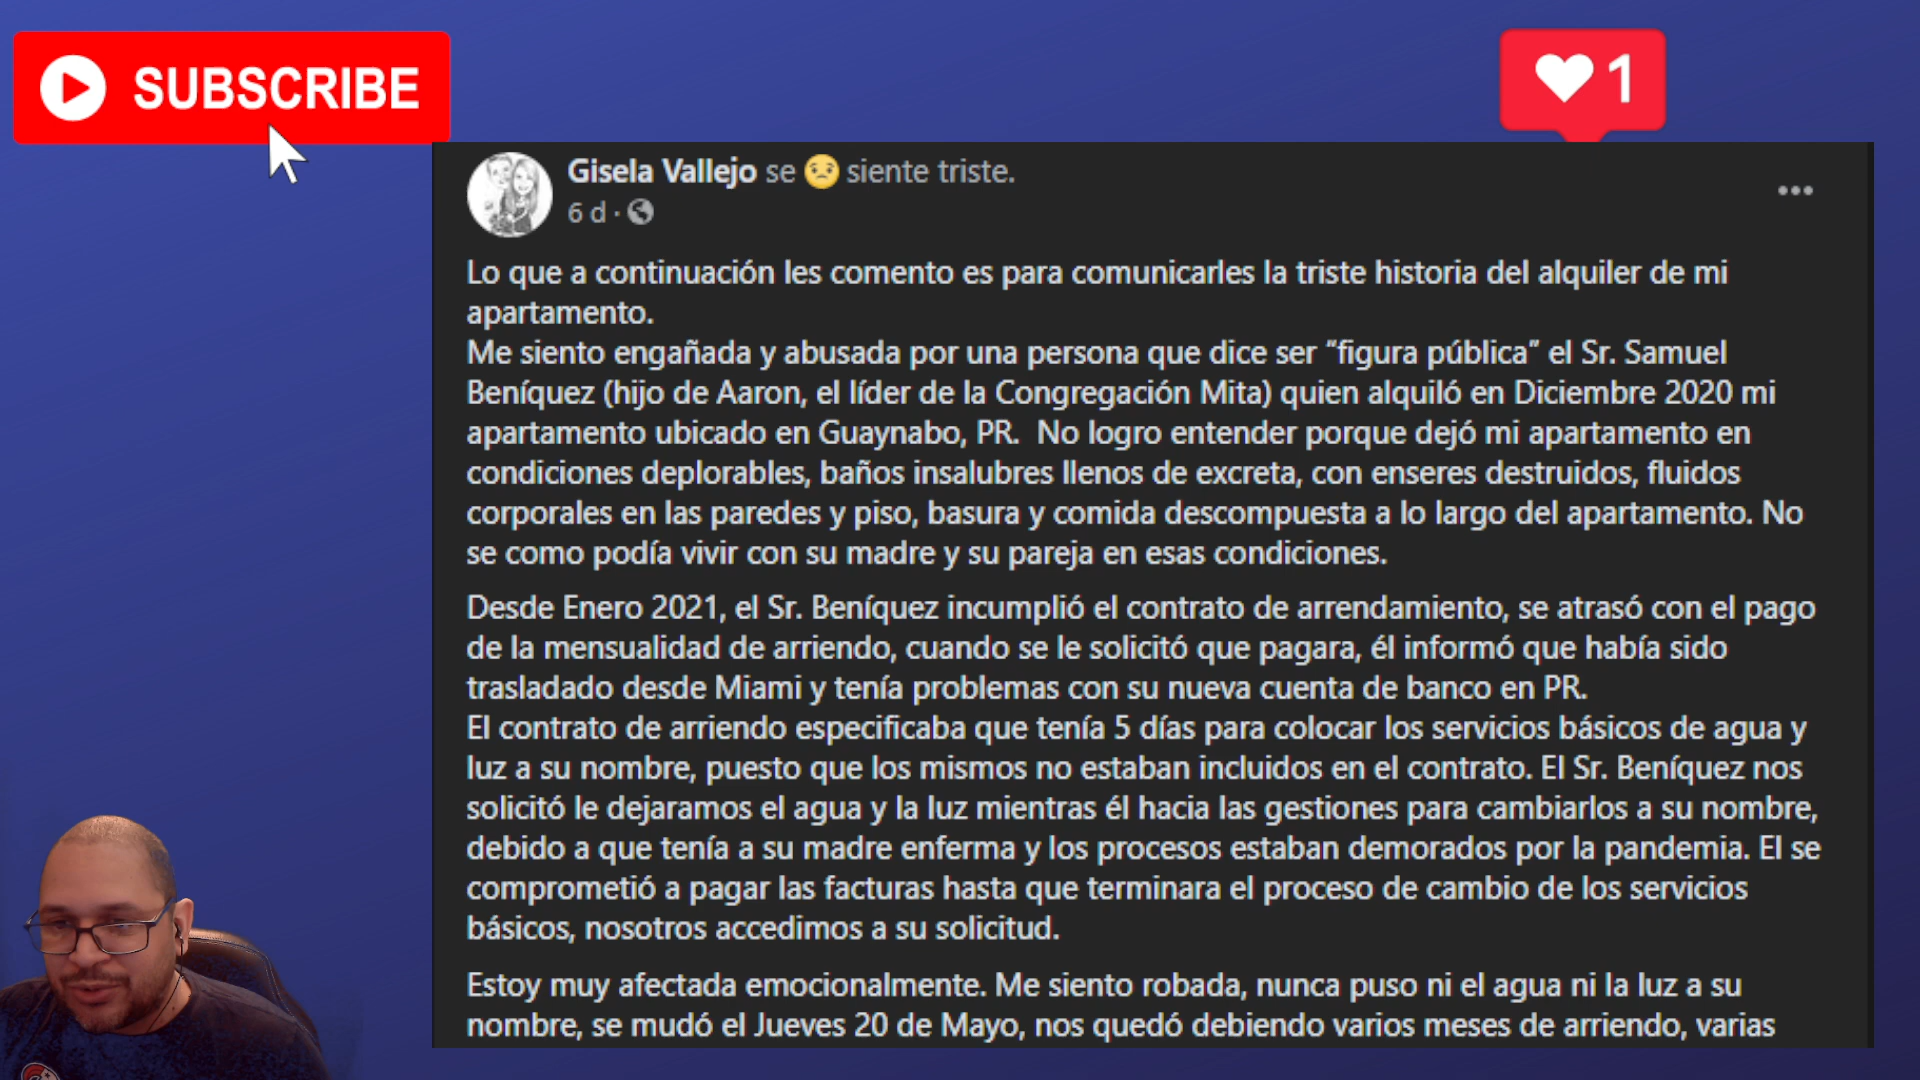 SUBSCRIBE
1
Gisela Vallejo se 😟 siente triste.
6 d ·
Lo que a continuación les comento es para comunicarles la triste historia del alquiler de mi
apartamento.
Me siento engañada y abusada por una persona que dice ser “figura pública” el Sr. Samuel
Beníquez (hijo de Aaron, el líder de la Congregación Mita) quien alquiló en Diciembre 2020 mi
apartamento ubicado en Guaynabo, PR.  No logro entender porque dejó mi apartamento en
condiciones deplorables, baños insalubres llenos de excreta, con enseres destruidos, fluidos
corporales en las paredes y piso, basura y comida descompuesta a lo largo del apartamento. No
se como podía vivir con su madre y su pareja en esas condiciones.
Desde Enero 2021, el Sr. Beníquez incumplió el contrato de arrendamiento, se atrasó con el pago
de la mensualidad de arriendo, cuando se le solicitó que pagara, él informó que había sido
trasladado desde Miami y tenía problemas con su nueva cuenta de banco en PR.
El contrato de arriendo especificaba que tenía 5 días para colocar los servicios básicos de agua y
luz a su nombre, puesto que los mismos no estaban incluidos en el contrato. El Sr. Beníquez nos
solicitó le dejaramos el agua y la luz mientras él hacia las gestiones para cambiarlos a su nombre,
debido a que tenía a su madre enferma y los procesos estaban demorados por la pandemia. El se
comprometió a pagar las facturas hasta que terminara el proceso de cambio de los servicios
básicos, nosotros accedimos a su solicitud.
Estoy muy afectada emocionalmente. Me siento robada, nunca puso ni el agua ni la luz a su
nombre, se mudó el Jueves 20 de Mayo, nos quedó debiendo varios meses de arriendo, varias